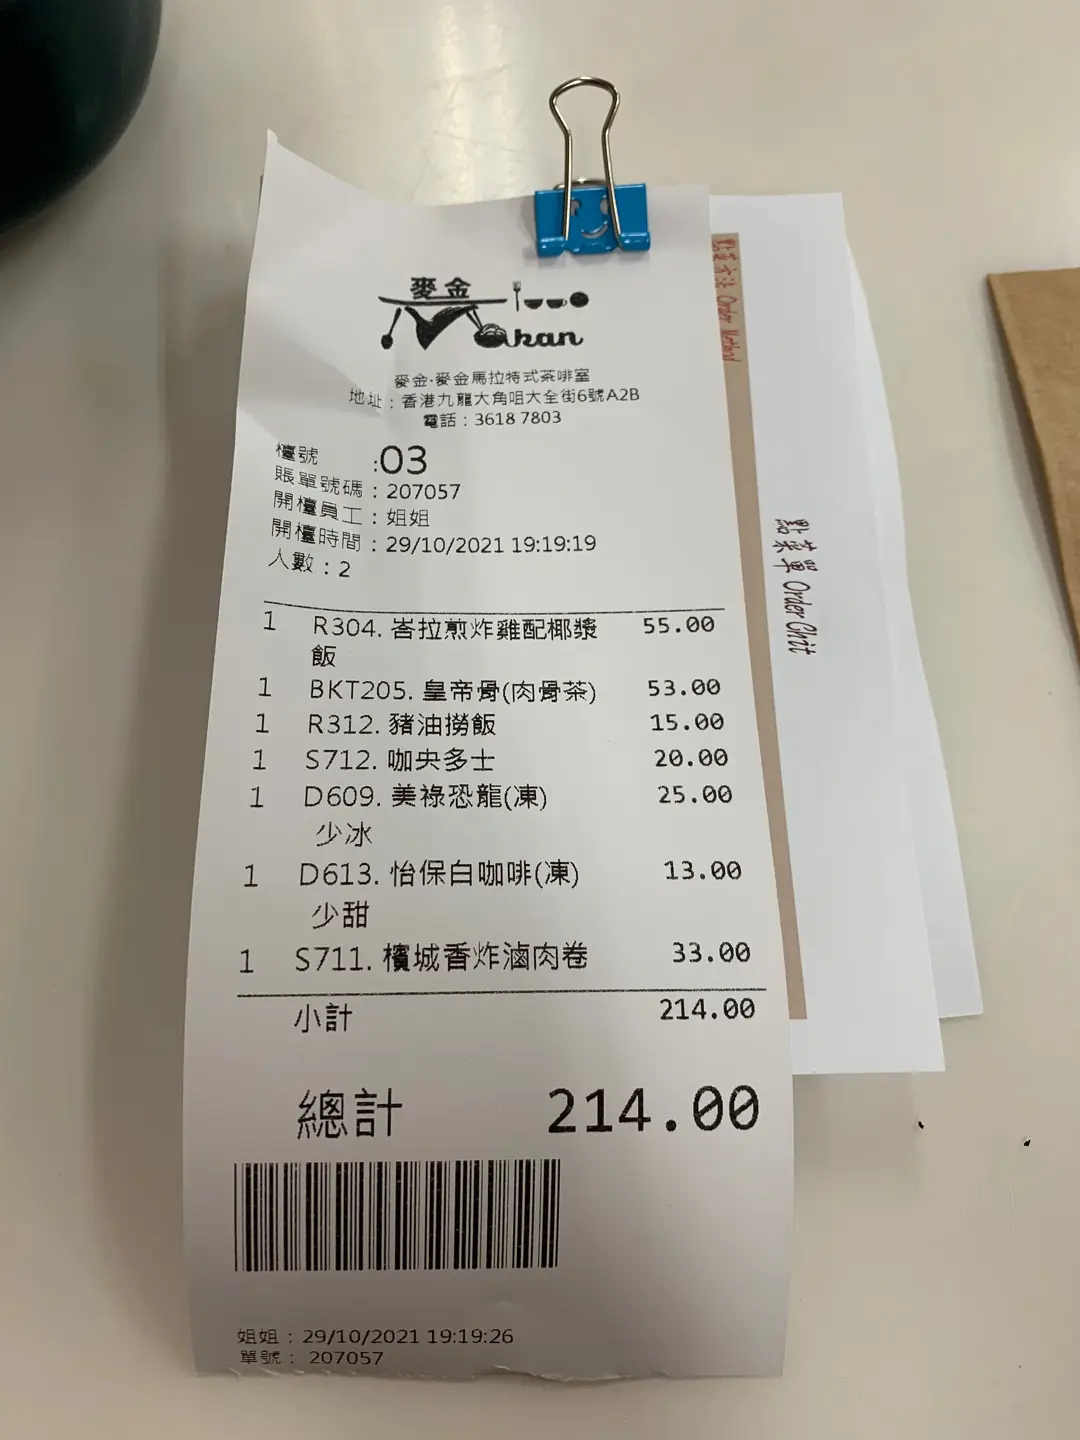 麥金
Makan
麥金·麥金馬拉特式茶啡室
地址：香港九龍大角咀大全街6號A2B
電話：3618 7803
檯號 :03
賬單號碼：207057
開檯員工：姐姐
開檯時間：29/10/2021 19:19:19
人數：2
1 R304. 峇拉煎炸雞配椰漿 55.00
飯
1 BKT205. 皇帝骨(肉骨茶) 53.00
1 R312. 豬油撈飯 15.00
1 S712. 咖央多士 20.00
1 D609. 美祿恐龍(凍) 25.00
少冰
1 D613. 怡保白咖啡(凍) 13.00
少甜
1 S711. 檳城香炸滷肉卷 33.00
小計 214.00
總計 214.00
姐姐：29/10/2021 19:19:26
單號： 207057
點菜方法 Order Method
點菜單 Order Chit